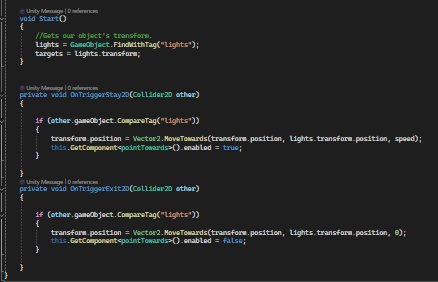 Unity Message | 0 references
void Start()
{
//Gets our object's transform.
lights = GameObject.FindWithTag("lights");
targets = lights.transform;
}
Unity Message | 0 references
private void OnTriggerStay2D(Collider2D other)
{
if (other.gameObject.CompareTag("Lights"))
{
transform.position = Vector2.MoveTowards(transform.position, lights.transform.position, speed);
this.GetComponent<pointTowards>().enabled = true;
}
}
Unity Message | 0 references
private void OnTriggerExit2D(Collider2D other)
{
if (other.gameObject.CompareTag("Lights"))
{
transform.position = Vector2.MoveTowards(transform.position, lights.transform.position, 0);
this.GetComponent<pointTowards>().enabled = false;
}
}
}